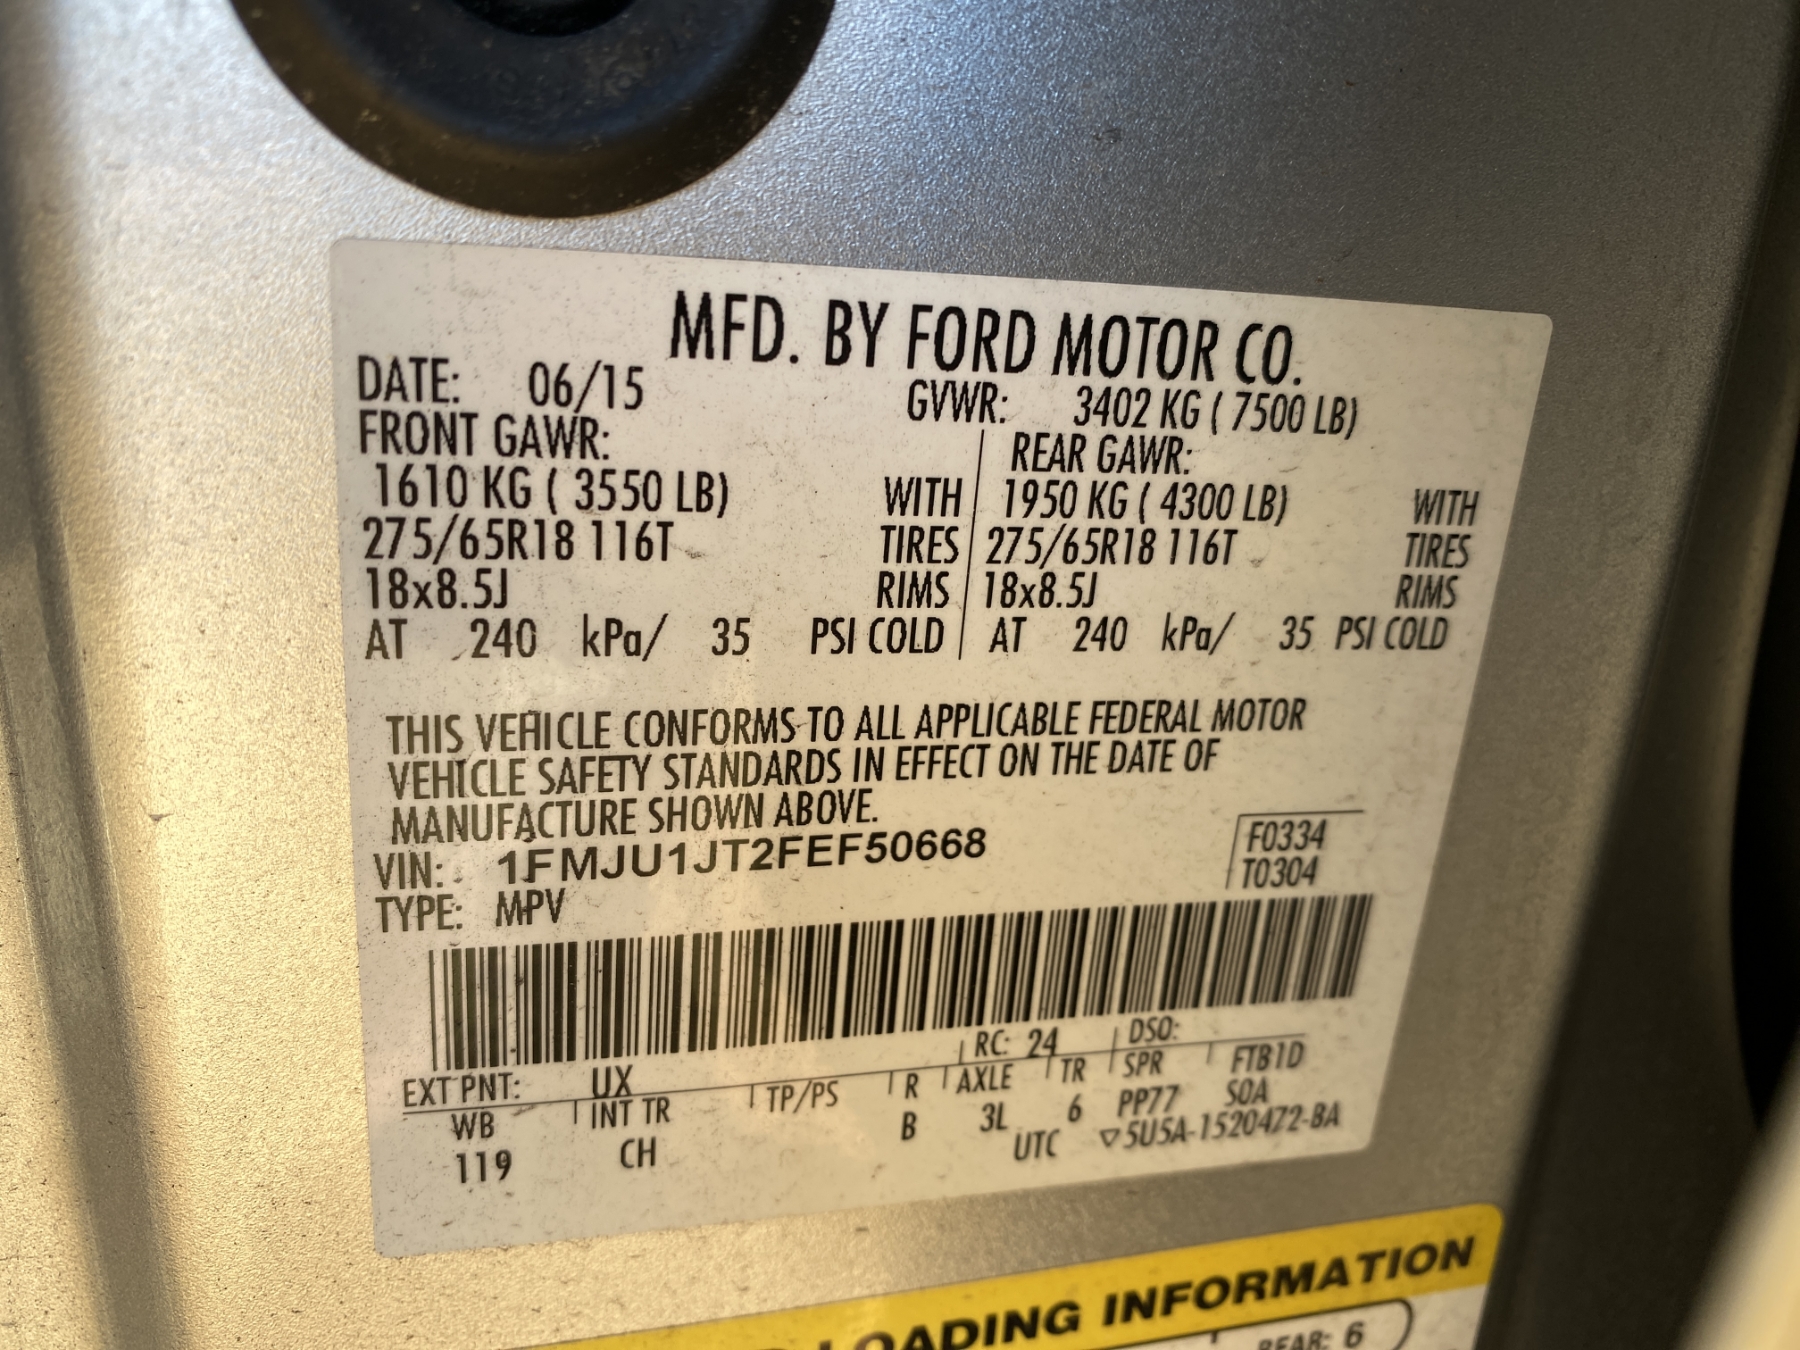 MFD. BY FORD MOTOR CO.
DATE: 06/15 GVWR: 3402 KG ( 7500 LB)
FRONT GAWR: REAR GAWR:
1610 KG ( 3550 LB) WITH 1950 KG ( 4300 LB) WITH
275/65R18 116T TIRES 275/65R18 116T TIRES
18x8.5J RIMS 18x8.5J RIMS
AT 240 kPa/ 35 PSI COLD AT 240 kPa/ 35 PSI COLD
THIS VEHICLE CONFORMS TO ALL APPLICABLE FEDERAL MOTOR
VEHICLE SAFETY STANDARDS IN EFFECT ON THE DATE OF
MANUFACTURE SHOWN ABOVE.
VIN: 1FMJU1JT2FEF50668 F0334
TYPE: MPV T0304
RC: 24 DSO:
EXT PNT: UX FTB1D
WB INT TR TP/PS R AXLE TR SPR
119 CH B 3L 6 PP77 S0A
UTC ▽5U5A-1520472-BA
LOADING INFORMATION
REAR: 6